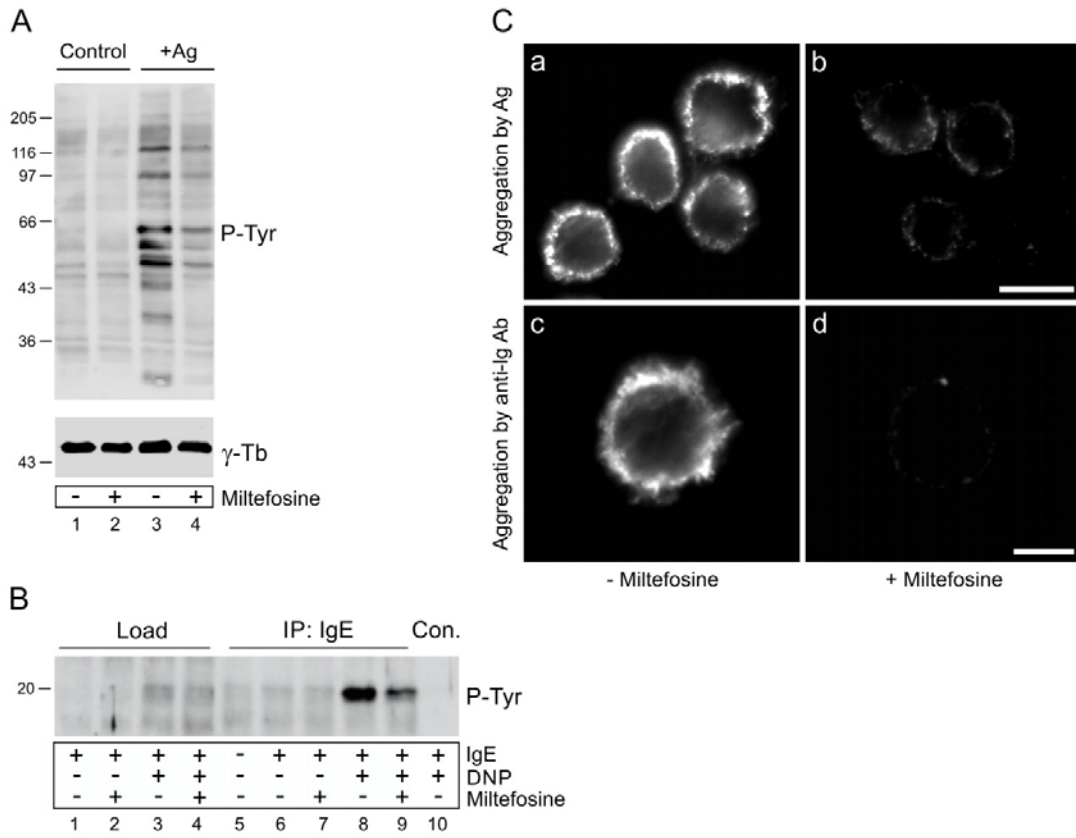 A
Control +Ag
205
116
97
66
P-Tyr
43
36
43
γ-Tb
- + - + Miltefosine
1 2 3 4
B
Load IP: IgE Con.
20
P-Tyr
+ + + + - + + + + + IgE
- - + + - - - + + + DNP
- + - + - - + - + - Miltefosine
1 2 3 4 5 6 7 8 9 10
C
Aggregation by Ag
a b
Aggregation by anti-Ig Ab
c d
- Miltefosine + Miltefosine